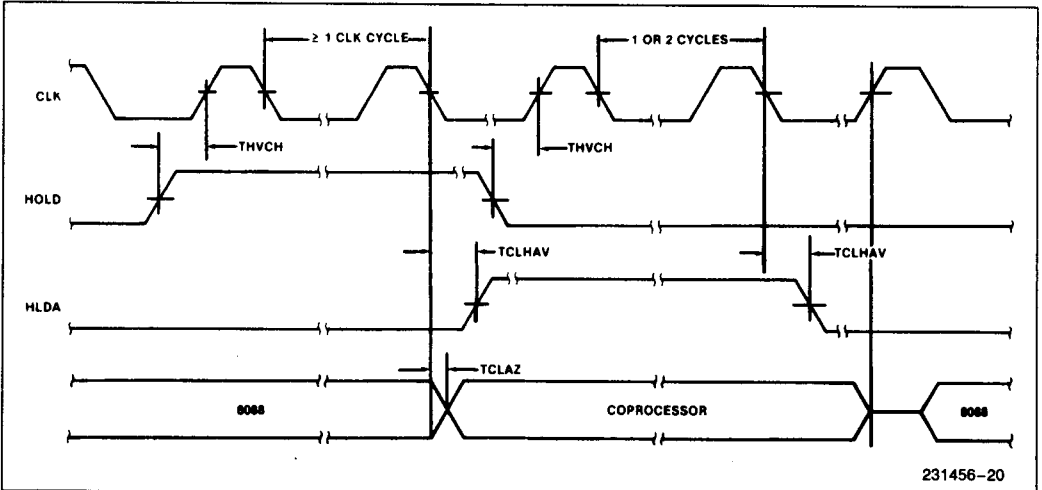 ≥ 1 CLK CYCLE
1 OR 2 CYCLES
CLK
THVCH
THVCH
HOLD
TCLHAV
TCLHAV
HLDA
TCLAZ
8088
COPROCESSOR
8088
231456-20